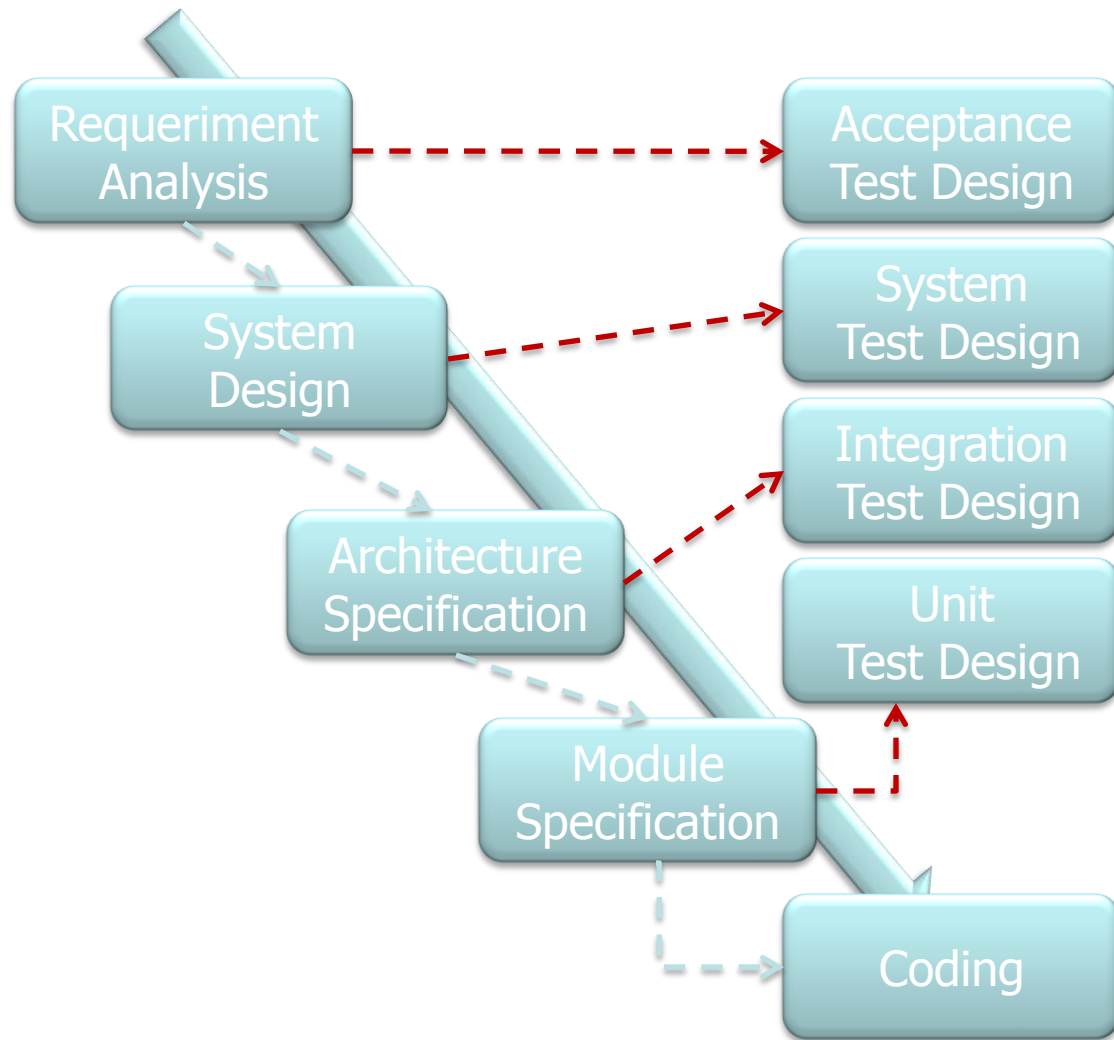 Requeriment
Analysis
Acceptance
Test Design
System
Design
System
Test Design
Integration
Test Design
Architecture
Specification
Unit
Test Design
Module
Specification
Coding